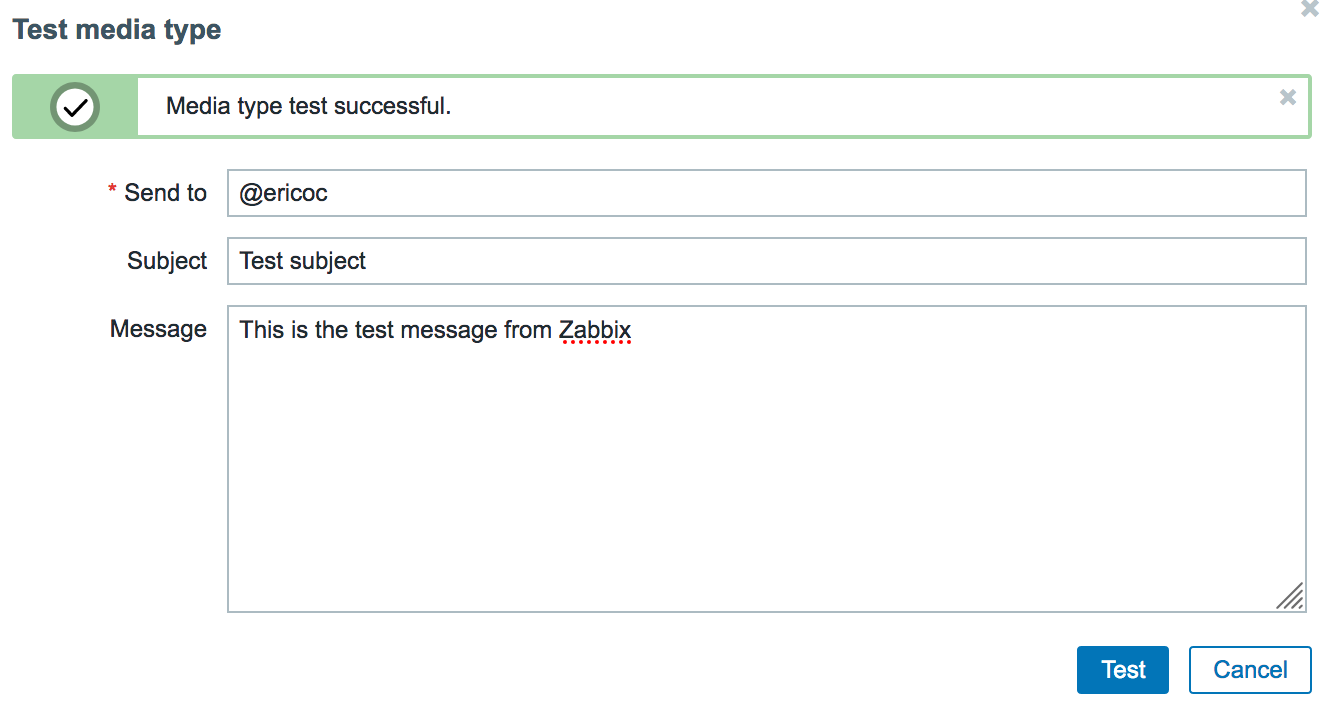 Test media type
Media type test successful.
* Send to
@ericoc
Subject
Test subject
Message
This is the test message from Zabbix
Test
Cancel